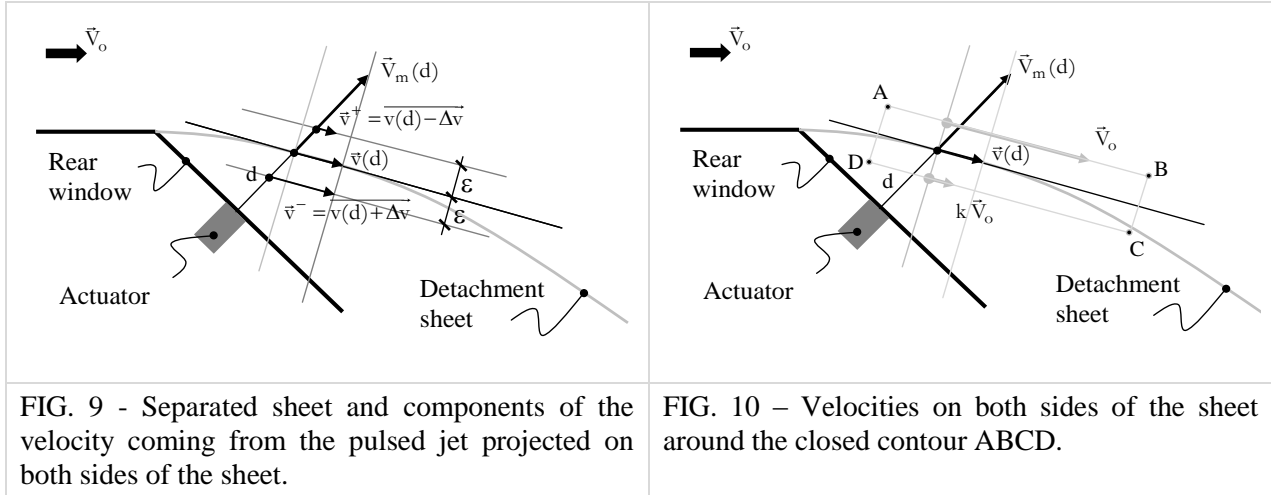 V⃗ₒ
V⃗ₘ(d)
v⃗⁺ = v(d)−Δv
v⃗(d)
Rear
window
d
ε
ε
v⃗⁻ = v(d)+Δv
Actuator
Detachment
sheet
V⃗ₒ
V⃗ₘ(d)
A
V⃗ₒ
B
v⃗(d)
D
Rear
window
d
k V⃗ₒ
C
Actuator
Detachment
sheet
FIG. 9 - Separated sheet and components of the
velocity coming from the pulsed jet projected on
both sides of the sheet.
FIG. 10 – Velocities on both sides of the sheet
around the closed contour ABCD.